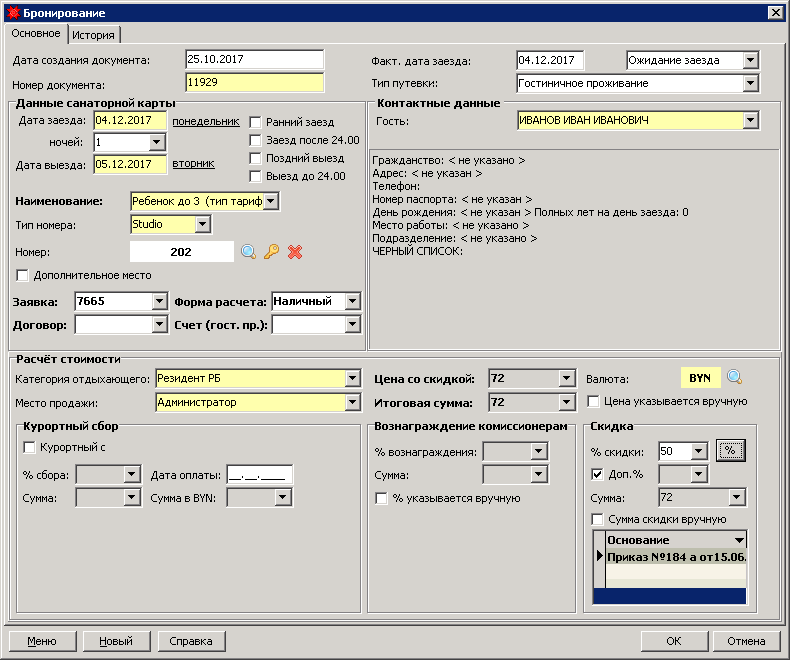 Бронирование
Основное История
Дата создания документа: 25.10.2017 Факт. дата заезда: 04.12.2017 Ожидание заезда
Номер документа: 11929 Тип путевки: Гостиничное проживание
Данные санаторной карты
Дата заезда: 04.12.2017 понедельник Ранний заезд
ночей: 1 Заезд после 24.00
Поздний выезд
Дата выезда: 05.12.2017 вторник
Выезд до 24.00
Наименование: Ребенок до 3 (тип тариф
Тип номера: Studio
Номер: 202
Дополнительное место
Заявка: 7665 Форма расчета: Наличный
Договор: Счет (гост. пр.):
Контактные данные
Гость: ИВАНОВ ИВАН ИВАНОВИЧ
Гражданство: < не указано >
Адрес: < не указан >
Телефон:
Номер паспорта: < не указан >
День рождения: < не указан > Полных лет на день заезда: 0
Место работы: < не указано >
Подразделение: < не указано >
ЧЕРНЫЙ СПИСОК:
Расчёт стоимости
Категория отдыхающего: Резидент РБ Цена со скидкой: 72 Валюта: BYN
Место продажи: Администратор Итоговая сумма: 72 Цена указывается вручную
Курортный сбор
Курортный с
% сбора: Дата оплаты: __.__.____
Сумма: Сумма в BYN:
Вознаграждение комиссионерам
% вознаграждения:
Сумма:
% указывается вручную
Скидка
% скидки: 50 %
Доп.%
Сумма: 72
Сумма скидки вручную
Основание
Приказ №184 а от15.06.
Меню Новый Справка OK Отмена